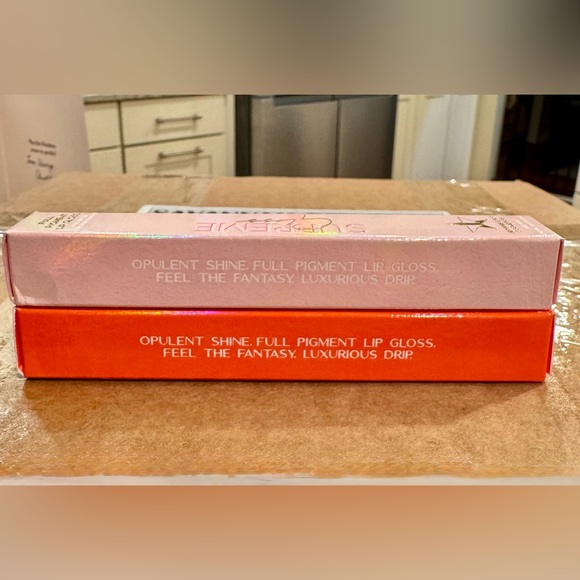 SUPREME
Gloss
OPULENT SHINE. FULL PIGMENT LIP GLOSS.
FEEL THE FANTASY. LUXURIOUS DRIP.
OPULENT SHINE. FULL PIGMENT LIP GLOSS.
FEEL THE FANTASY. LUXURIOUS DRIP.